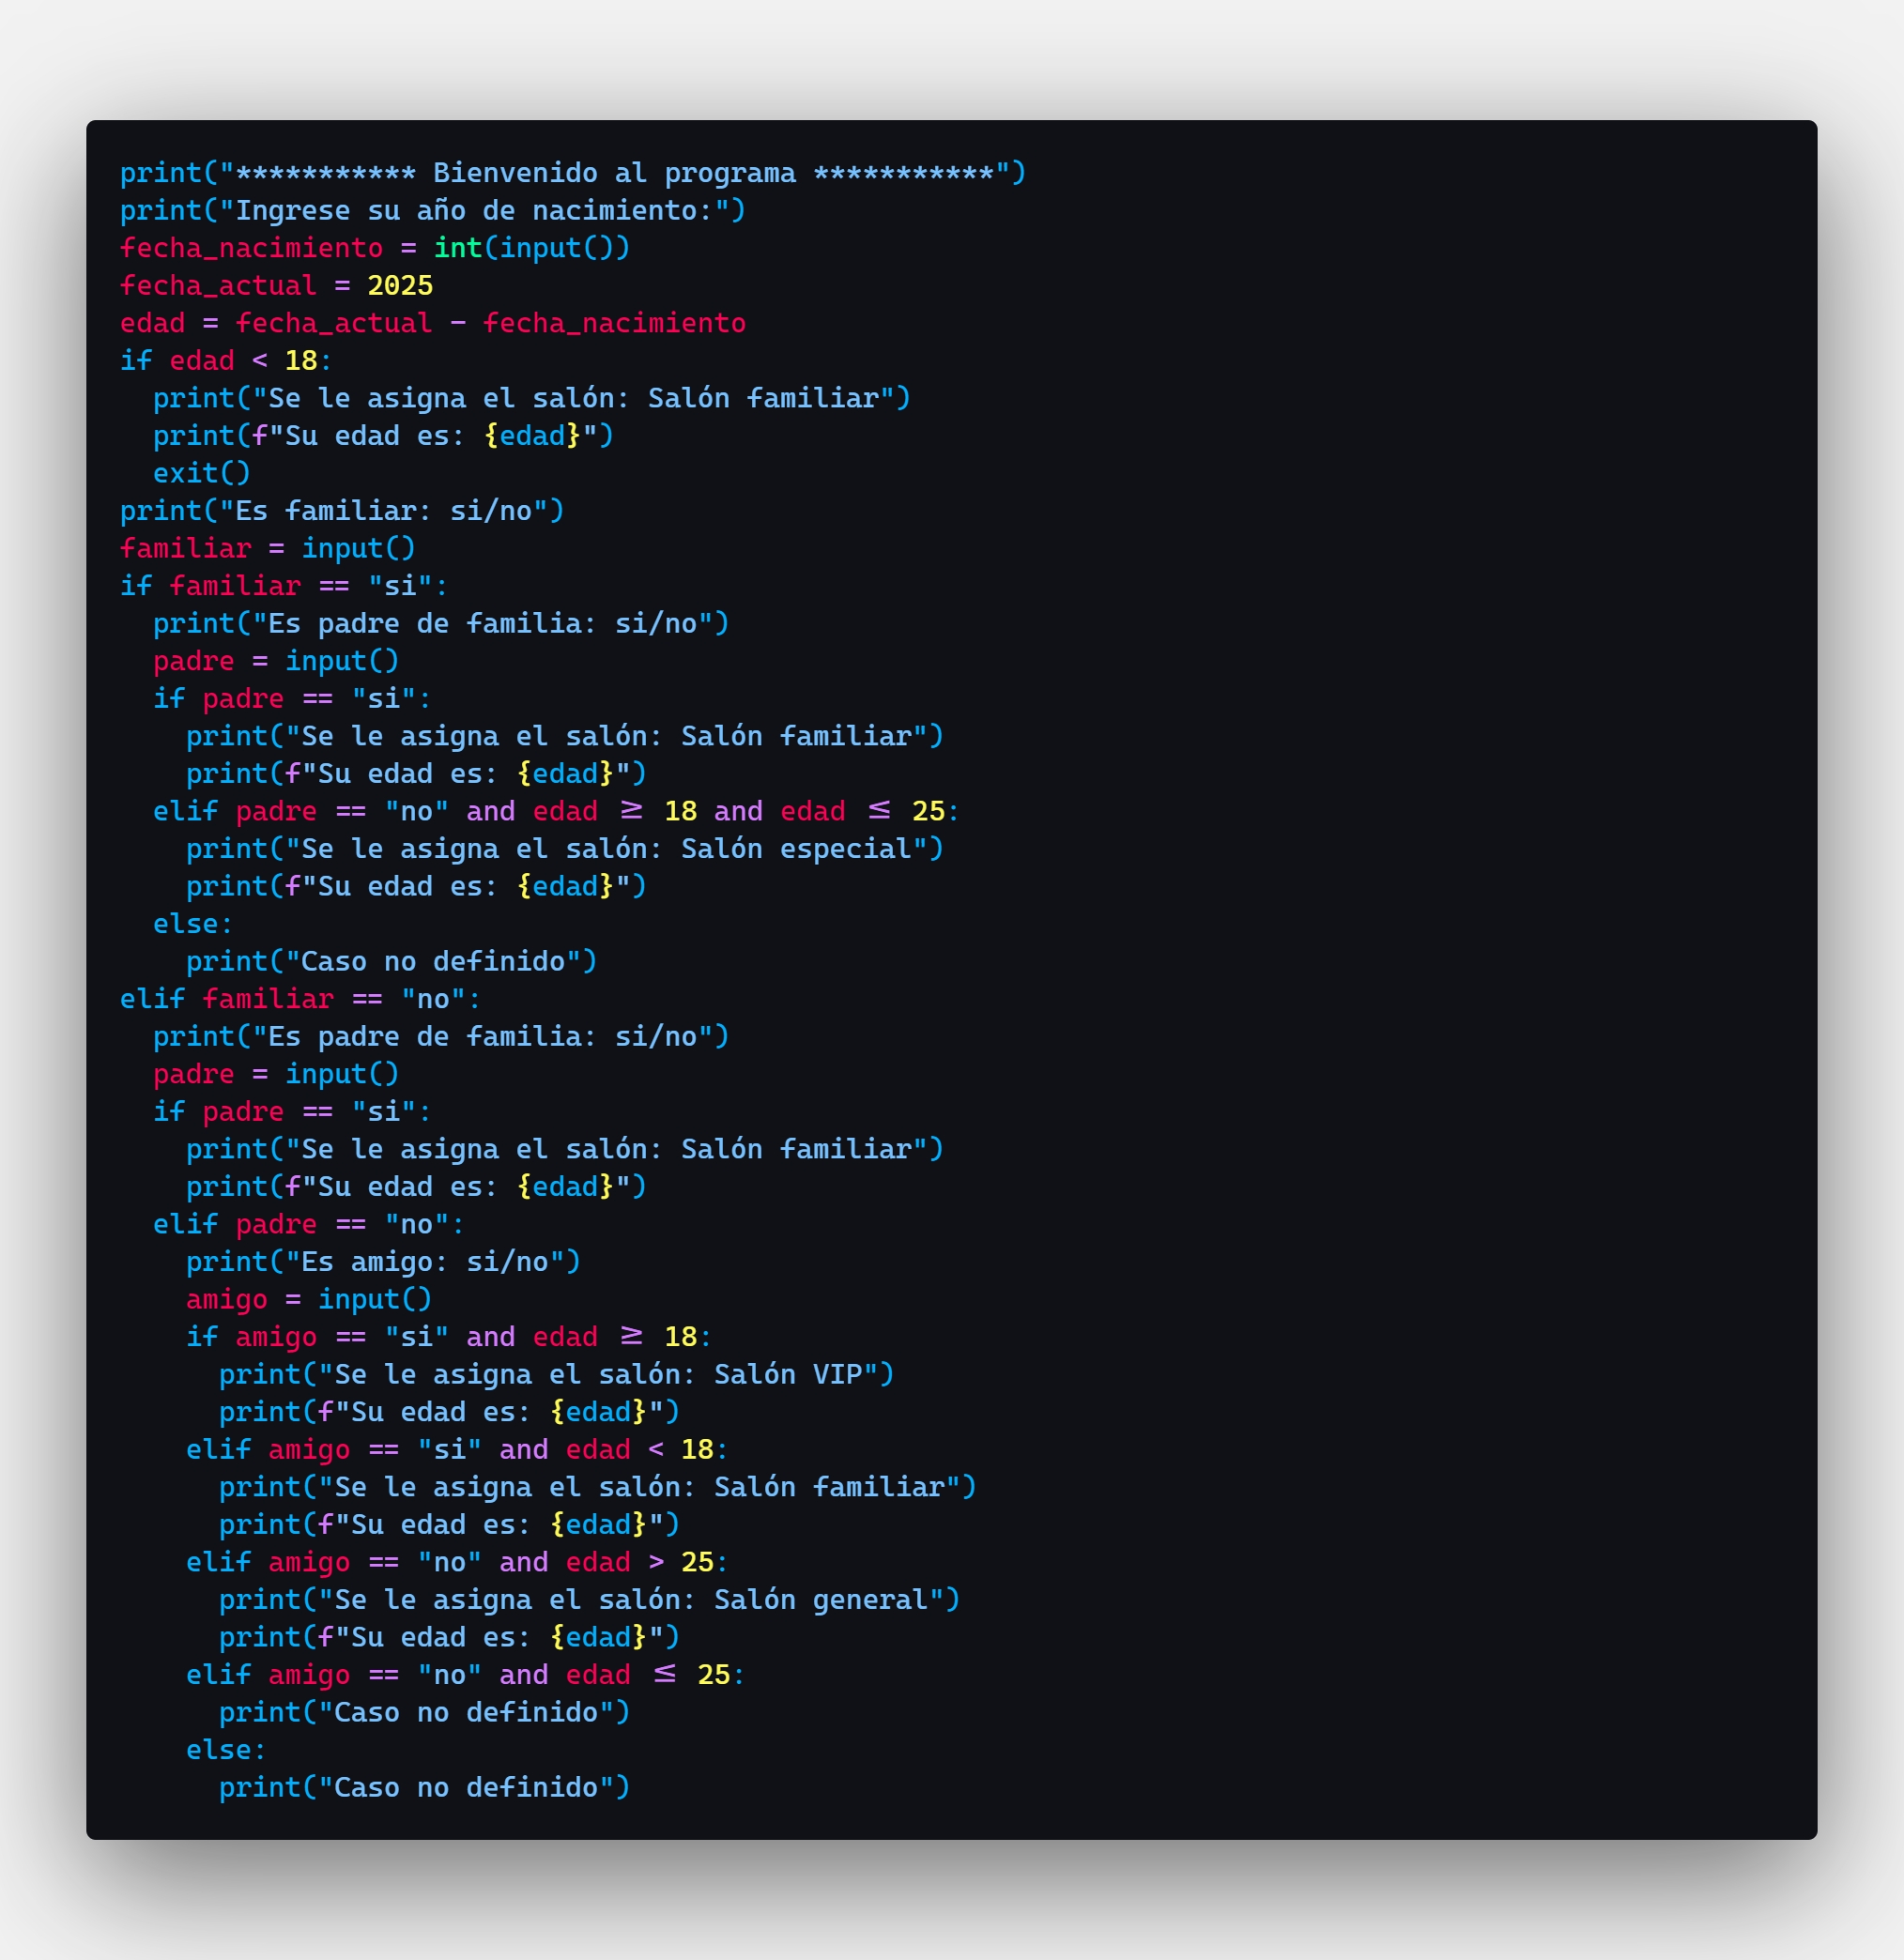 print("*********** Bienvenido al programa ***********")
print("Ingrese su año de nacimiento:")
fecha_nacimiento = int(input())
fecha_actual = 2025
edad = fecha_actual - fecha_nacimiento
if edad < 18:
  print("Se le asigna el salón: Salón familiar")
  print(f"Su edad es: {edad}")
  exit()
print("Es familiar: si/no")
familiar = input()
if familiar == "si":
  print("Es padre de familia: si/no")
  padre = input()
  if padre == "si":
    print("Se le asigna el salón: Salón familiar")
    print(f"Su edad es: {edad}")
  elif padre == "no" and edad ≥ 18 and edad ≤ 25:
    print("Se le asigna el salón: Salón especial")
    print(f"Su edad es: {edad}")
  else:
    print("Caso no definido")
elif familiar == "no":
  print("Es padre de familia: si/no")
  padre = input()
  if padre == "si":
    print("Se le asigna el salón: Salón familiar")
    print(f"Su edad es: {edad}")
  elif padre == "no":
    print("Es amigo: si/no")
    amigo = input()
    if amigo == "si" and edad ≥ 18:
      print("Se le asigna el salón: Salón VIP")
      print(f"Su edad es: {edad}")
    elif amigo == "si" and edad < 18:
      print("Se le asigna el salón: Salón familiar")
      print(f"Su edad es: {edad}")
    elif amigo == "no" and edad > 25:
      print("Se le asigna el salón: Salón general")
      print(f"Su edad es: {edad}")
    elif amigo == "no" and edad ≤ 25:
      print("Caso no definido")
    else:
      print("Caso no definido")